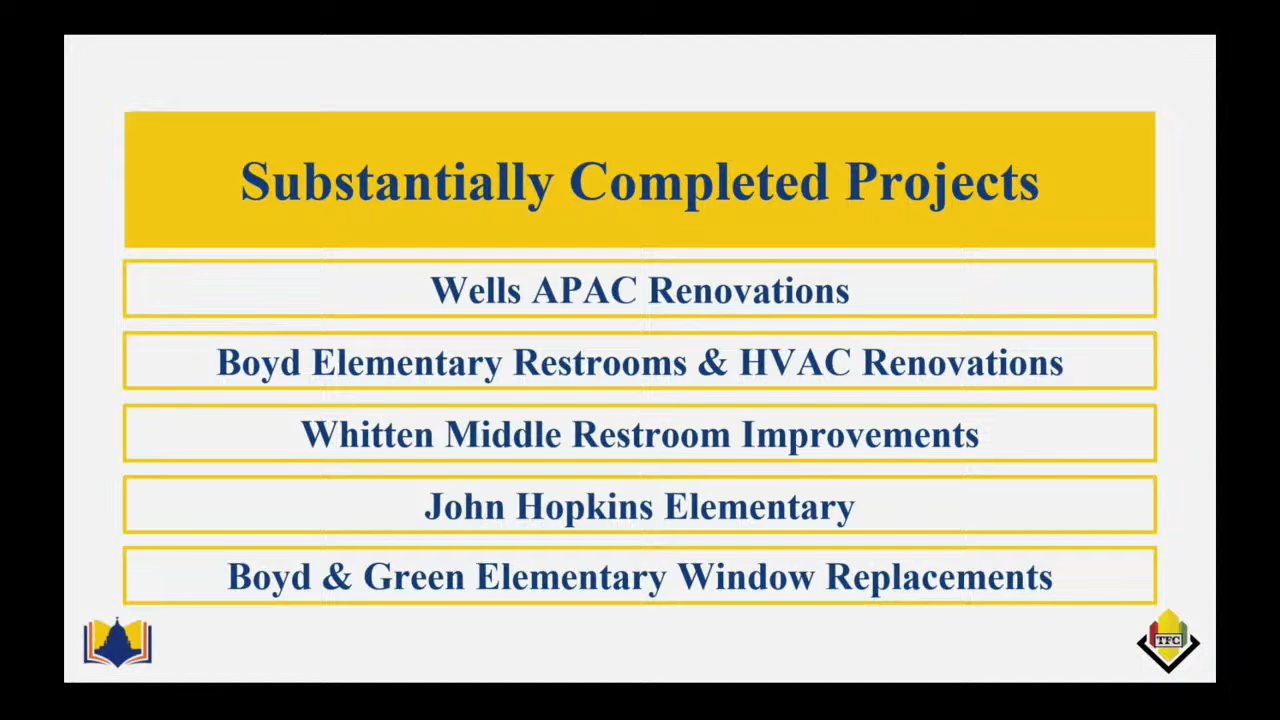 Substantially Completed Projects
Wells APAC Renovations
Boyd Elementary Restrooms & HVAC Renovations
Whitten Middle Restroom Improvements
John Hopkins Elementary
Boyd & Green Elementary Window Replacements
TFC